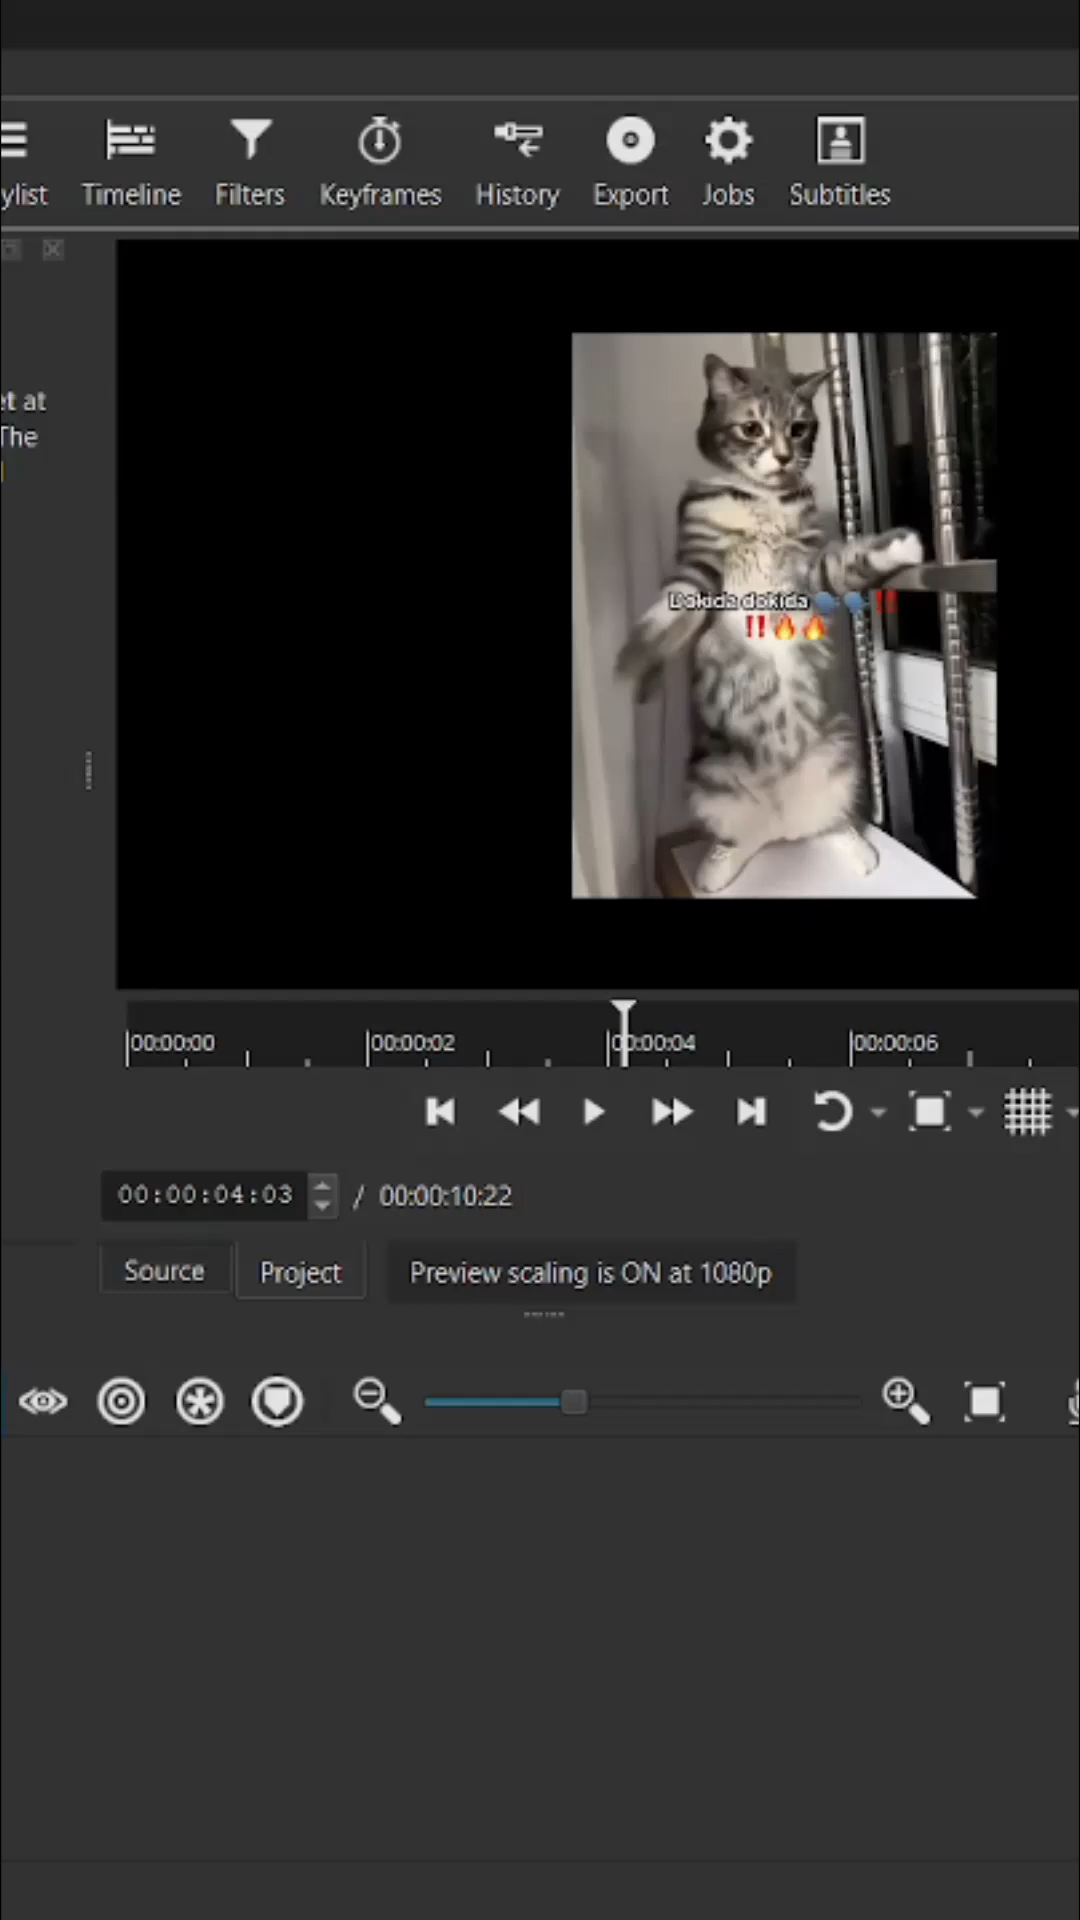 ylist Timeline Filters Keyframes History Export Jobs Subtitles
et at
The
Dokida dokida 🗣️🗣️‼️
‼️🔥🔥
00:00:00 00:00:02 00:00:04 00:00:06
00:00:04:03 / 00:00:10:22
Source Project Preview scaling is ON at 1080p